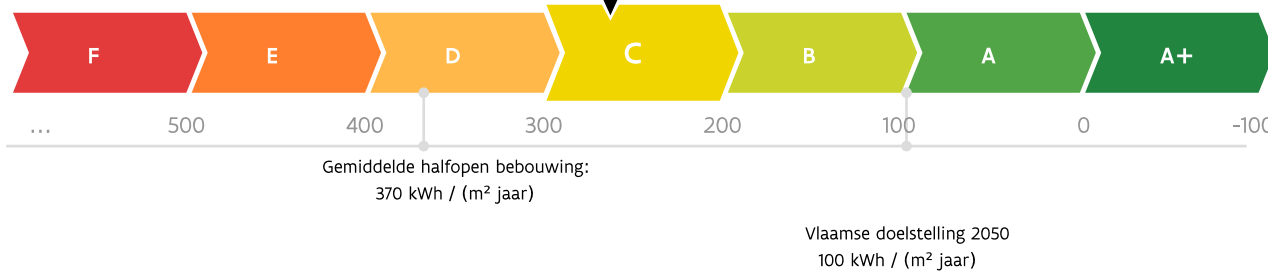 F E D C B A A+
... 500 400 300 200 100 0 -100
Gemiddelde halfopen bebouwing:
370 kWh / (m² jaar)
Vlaamse doelstelling 2050
100 kWh / (m² jaar)